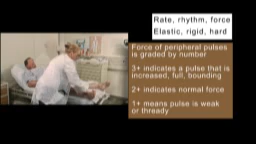 Rate, rhythm, force
Elastic, rigid, hard
Force of peripheral pulses
is graded by number
3+ indicates a pulse that is
increased, full, bounding
2+ indicates normal force
1+ means pulse is weak
or thready